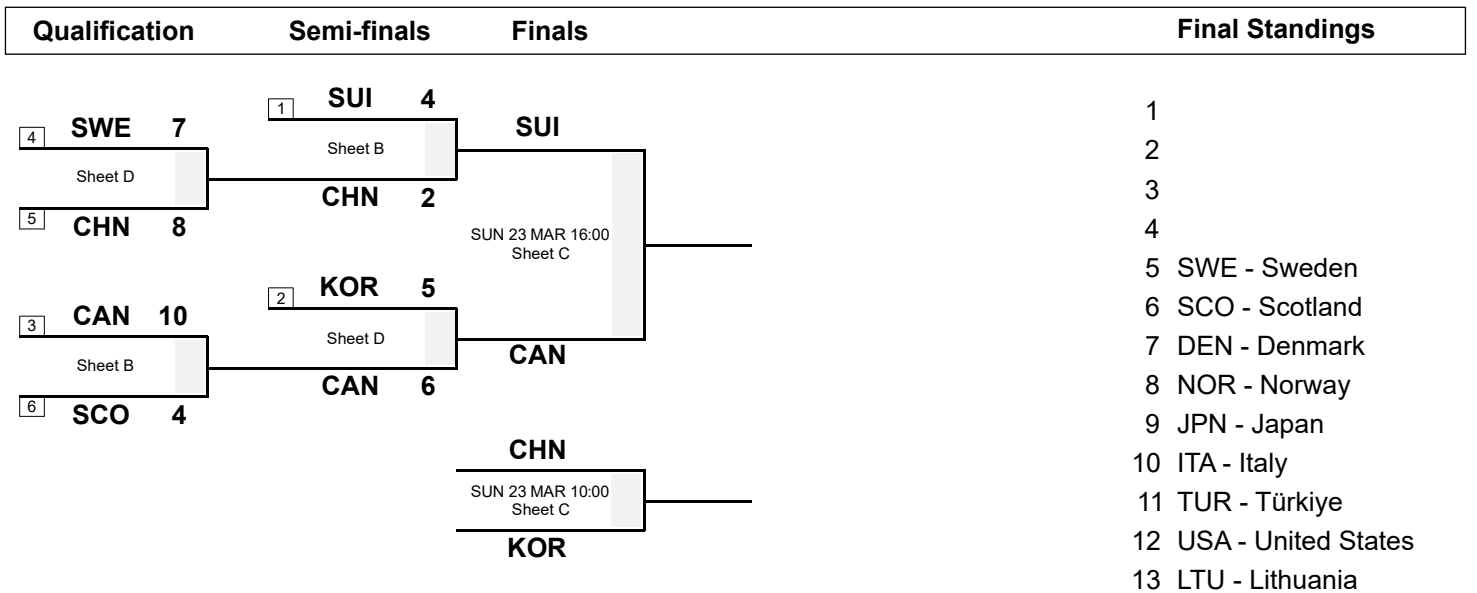 Qualification Semi-finals Finals Final Standings
1 SUI 4
4 SWE 7
Sheet B
SUI
Sheet D
CHN 2
5 CHN 8
SUN 23 MAR 16:00
Sheet C
2 KOR 5
3 CAN 10
Sheet D
CAN
Sheet B
CAN 6
6 SCO 4
CHN
SUN 23 MAR 10:00
Sheet C
KOR
1
2
3
4
5 SWE - Sweden
6 SCO - Scotland
7 DEN - Denmark
8 NOR - Norway
9 JPN - Japan
10 ITA - Italy
11 TUR - Türkiye
12 USA - United States
13 LTU - Lithuania